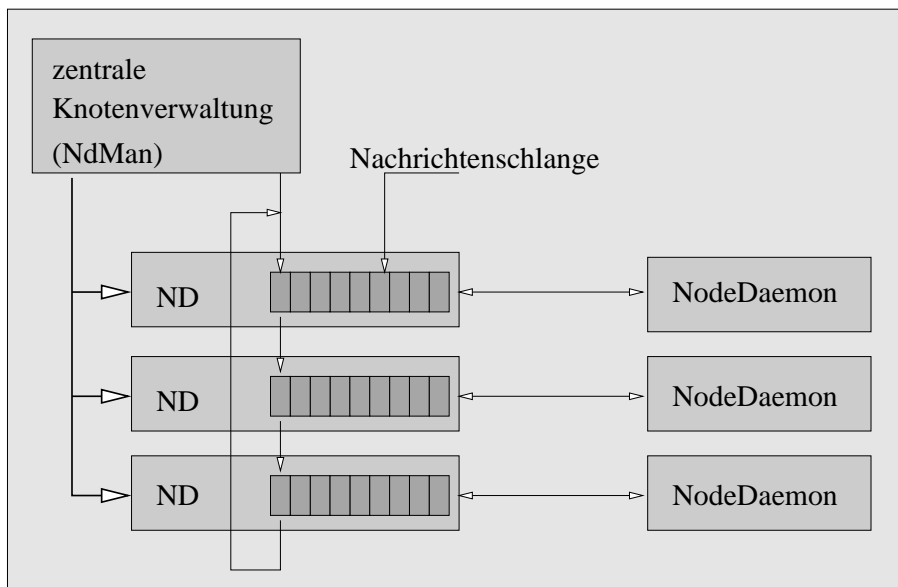 zentrale
Knotenverwaltung
(NdMan)
Nachrichtenschlange
ND
NodeDaemon
ND
NodeDaemon
ND
NodeDaemon